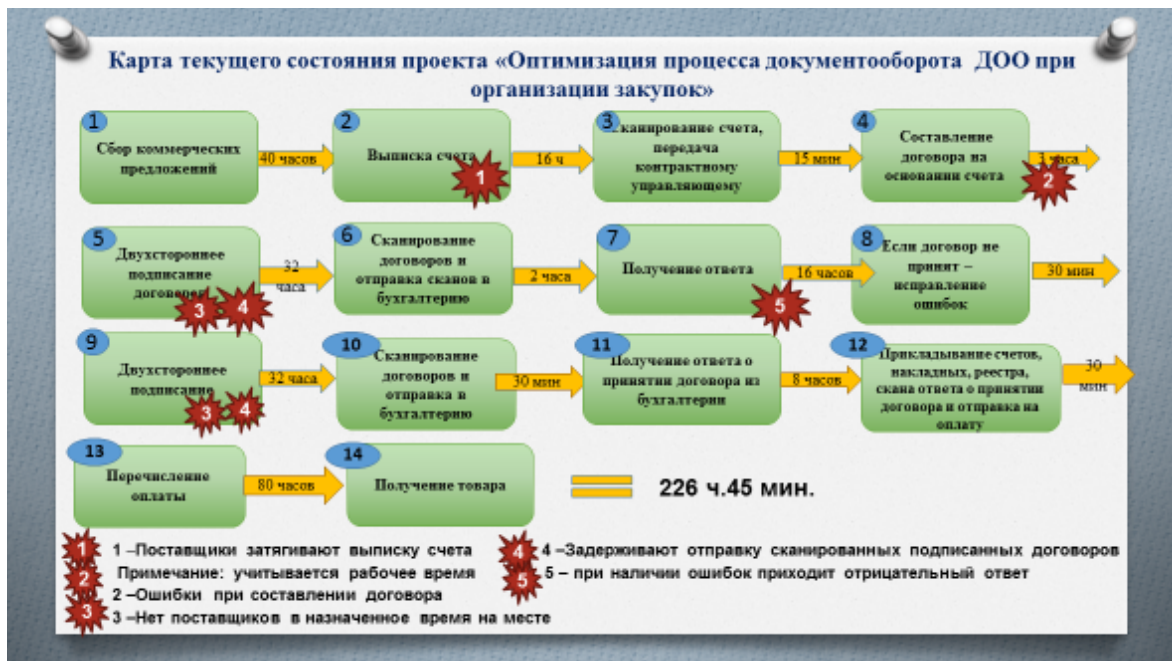 Карта текущего состояния проекта «Оптимизация процесса документооборота ДОО при
организации закупок»
1
Сбор коммерческих
предложений
40 часов
2
Выписка счета
1
16 ч
3
Сканирование счета,
передача
контрактному
управляющему
15 мин
4
Составление
договора на
основании счета
3 часа
2
5
Двухстороннее
подписание
договоров
3
4
32
часа
6
Сканирование
договоров и
отправка сканов в
бухгалтерию
2 часа
7
Получение ответа
5
16 часов
8
Если договор не
принят –
исправление
ошибок
30 мин
9
Двухстороннее
подписание
3
4
32 часа
10
Сканирование
договоров и
отправка в
бухгалтерию
30 мин
11
Получение ответа о
принятии договора из
бухгалтерии
8 часов
12
Прикладывание счетов,
накладных, реестра,
скана ответа о принятии
договора и отправка на
оплату
30
мин
13
Перечисление
оплаты
80 часов
14
Получение товара
226 ч.45 мин.
1
1 –Поставщики затягивают выписку счета
2
Примечание: учитывается рабочее время
2 –Ошибки при составлении договора
3
3 –Нет поставщиков в назначенное время на месте
4
4 –Задерживают отправку сканированных подписанных договоров
5
5 – при наличии ошибок приходит отрицательный ответ